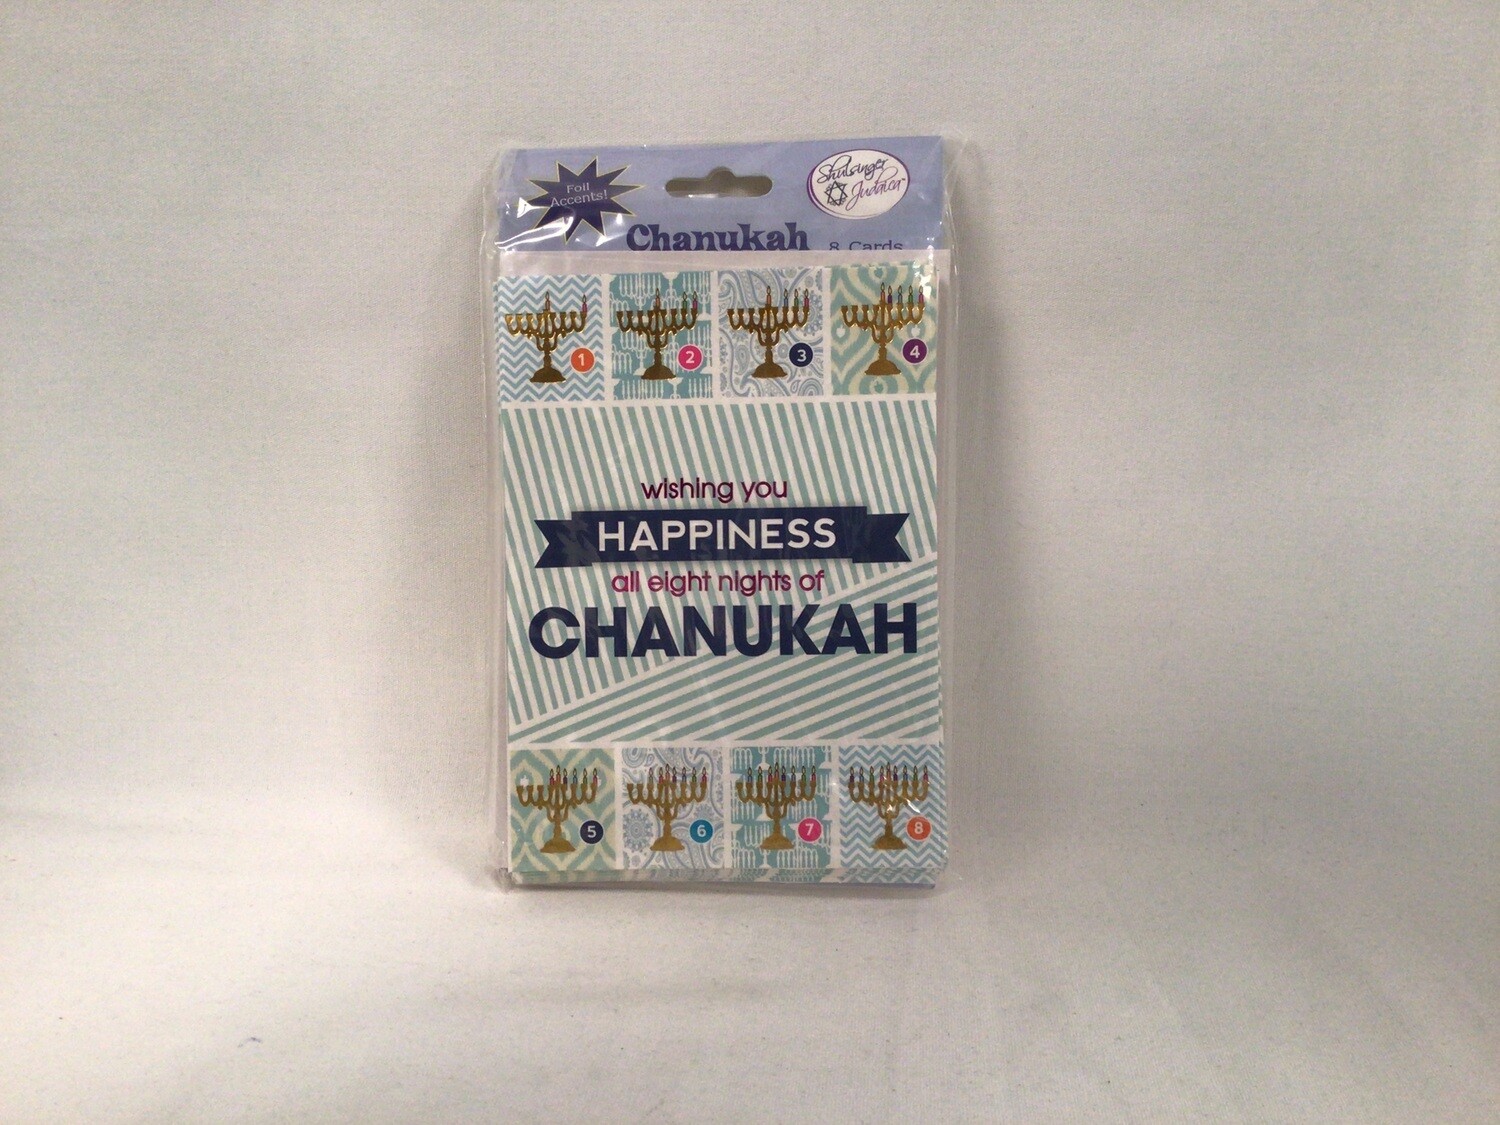 Foil
Accents!
Shulsinger
Judaica™
Chanukah
8 Cards
1
2
3
4
wishing you
HAPPINESS
all eight nights of
CHANUKAH
5
6
7
8